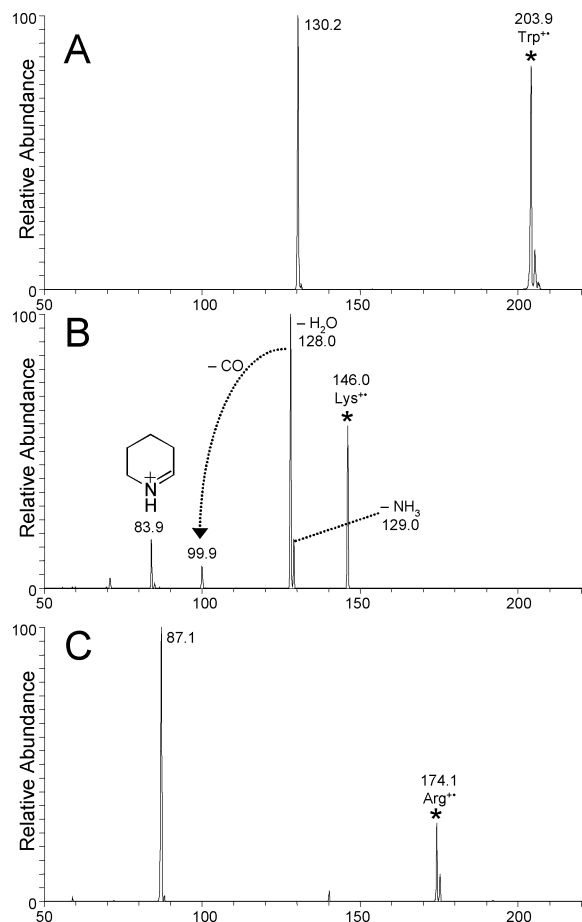 100
A
130.2
203.9
Trp+•
*
Relative Abundance
0
50
100
150
200
100
B
– H2O
128.0
– CO
146.0
Lys+•
*
+
N
H
– NH3
129.0
83.9
99.9
Relative Abundance
0
50
100
150
200
100
C
87.1
174.1
Arg+•
*
Relative Abundance
0
50
100
150
200